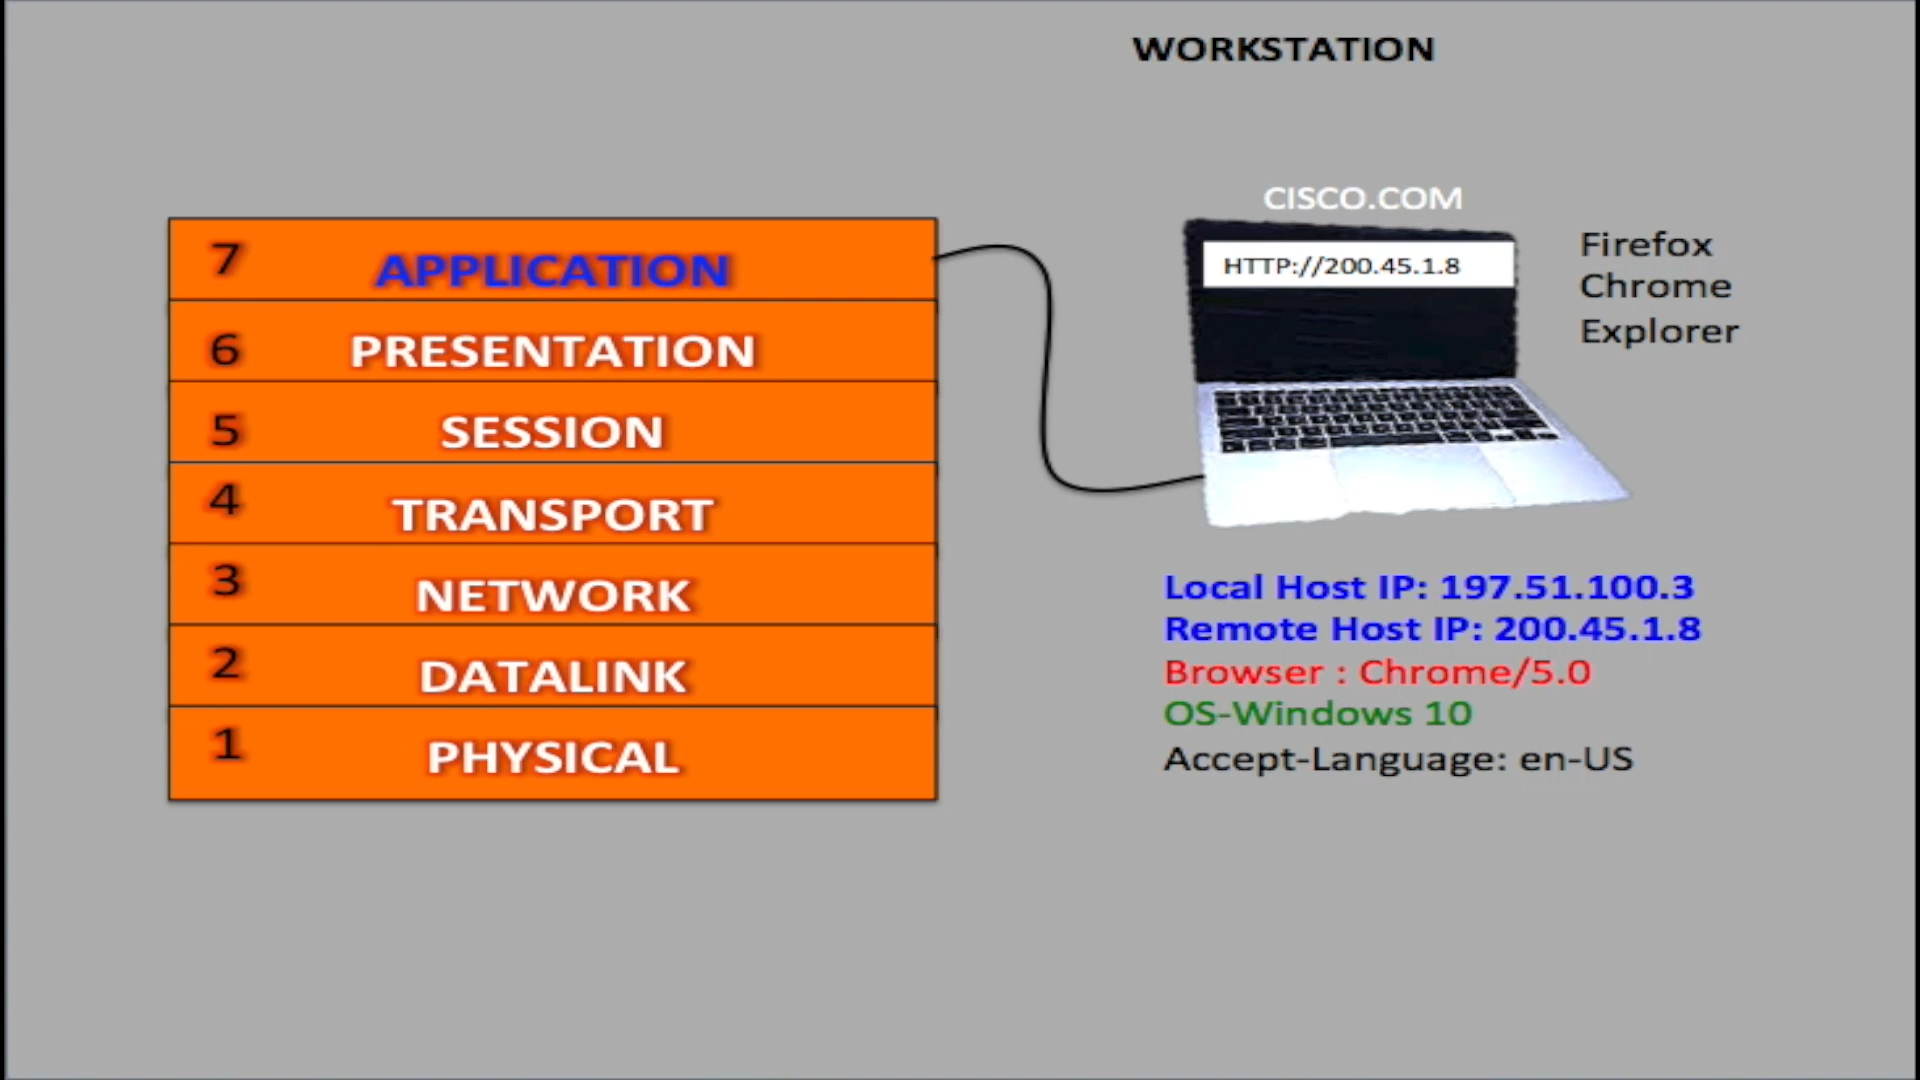 WORKSTATION
CISCO.COM
HTTP://200.45.1.8
Firefox
Chrome
Explorer
7 APPLICATION
6 PRESENTATION
5 SESSION
4 TRANSPORT
3 NETWORK
2 DATALINK
1 PHYSICAL
Local Host IP: 197.51.100.3
Remote Host IP: 200.45.1.8
Browser : Chrome/5.0
OS-Windows 10
Accept-Language: en-US